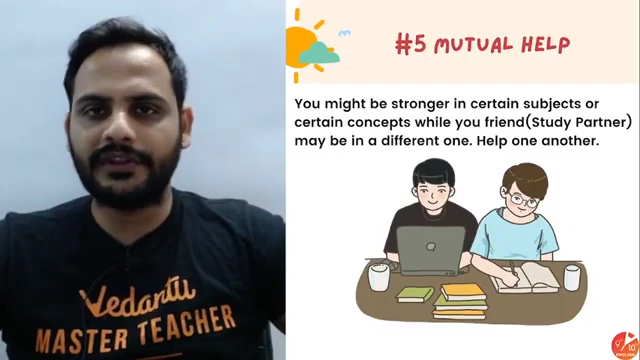 #5 MUTUAL HELP
You might be stronger in certain subjects or
certain concepts while you friend(Study Partner)
may be in a different one. Help one another.
Vedantu
MASTER TEACHER